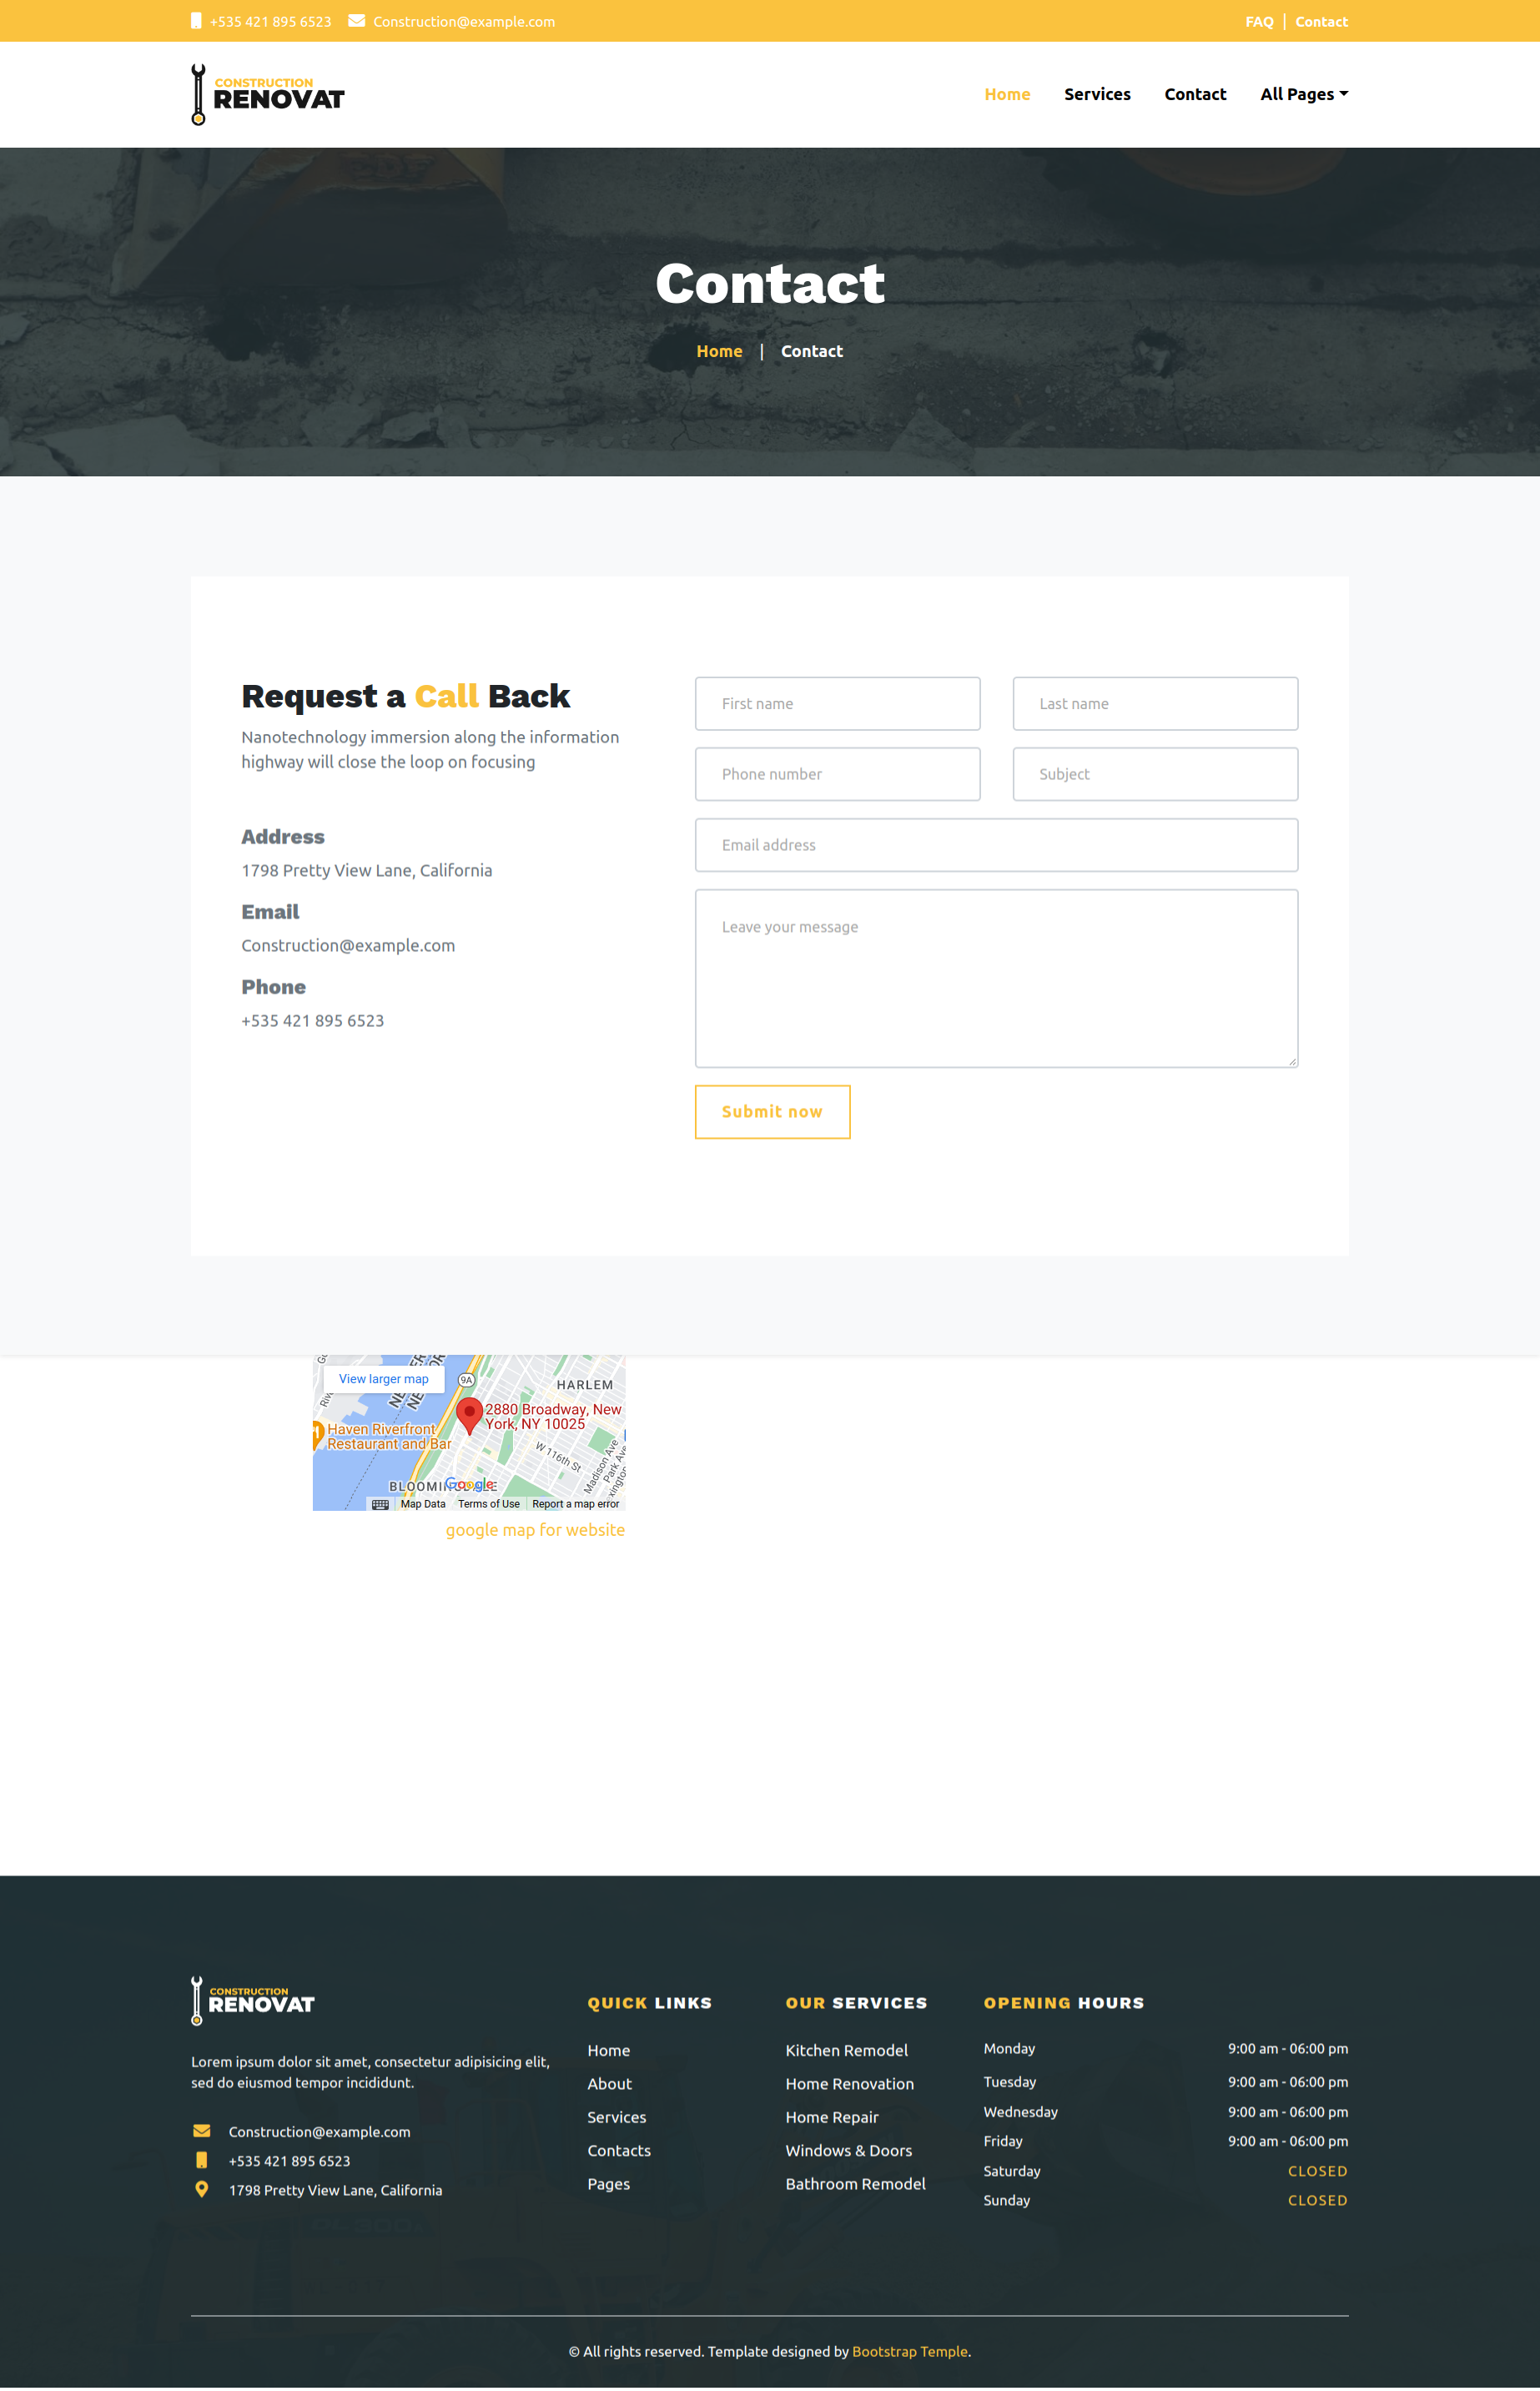 +535 421 895 6523 Construction@example.com FAQ | Contact
CONSTRUCTION
RENOVAT
Home Services Contact All Pages
Contact
Home | Contact
Request a Call Back
Nanotechnology immersion along the information
highway will close the loop on focusing
Address
1798 Pretty View Lane, California
Email
Construction@example.com
Phone
+535 421 895 6523
First name Last name
Phone number Subject
Email address
Leave your message
Submit now
View larger map
9A
HARLEM
2880 Broadway, New
York, NY 10025
Haven Riverfront
Restaurant and Bar
W 116th St
Madison Ave
Park Ave
Google
Map Data Terms of Use Report a map error
google map for website
CONSTRUCTION
RENOVAT
Lorem ipsum dolor sit amet, consectetur adipisicing elit,
sed do eiusmod tempor incididunt.
Construction@example.com
+535 421 895 6523
1798 Pretty View Lane, California
QUICK LINKS
Home
About
Services
Contacts
Pages
OUR SERVICES
Kitchen Remodel
Home Renovation
Home Repair
Windows & Doors
Bathroom Remodel
OPENING HOURS
Monday 9:00 am - 06:00 pm
Tuesday 9:00 am - 06:00 pm
Wednesday 9:00 am - 06:00 pm
Friday 9:00 am - 06:00 pm
Saturday CLOSED
Sunday CLOSED
© All rights reserved. Template designed by Bootstrap Temple.